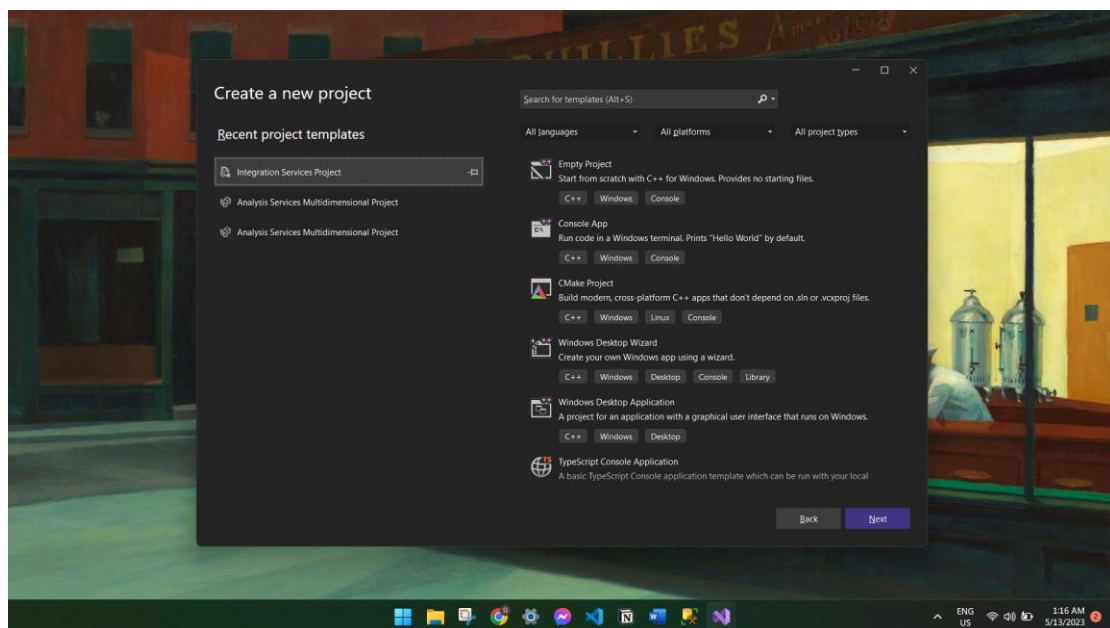 PHILLIES
Create a new project
Search for templates (Alt+S)
Recent project templates
All languages
All platforms
All project types
Integration Services Project
Analysis Services Multidimensional Project
Analysis Services Multidimensional Project
Empty Project
Start from scratch with C++ for Windows. Provides no starting files.
C++ Windows Console
Console App
Run code in a Windows terminal. Prints "Hello World" by default.
C++ Windows Console
CMake Project
Build modern, cross-platform C++ apps that don't depend on .sln or .vcxproj files.
C++ Windows Linux Console
Windows Desktop Wizard
Create your own Windows app using a wizard.
C++ Windows Desktop Console Library
Windows Desktop Application
A project for an application with a graphical user interface that runs on Windows.
C++ Windows Desktop
TS
TypeScript Console Application
A basic TypeScript Console application template which can be run with your local
Back
Next
ENG
US
1:16 AM
5/13/2023
2